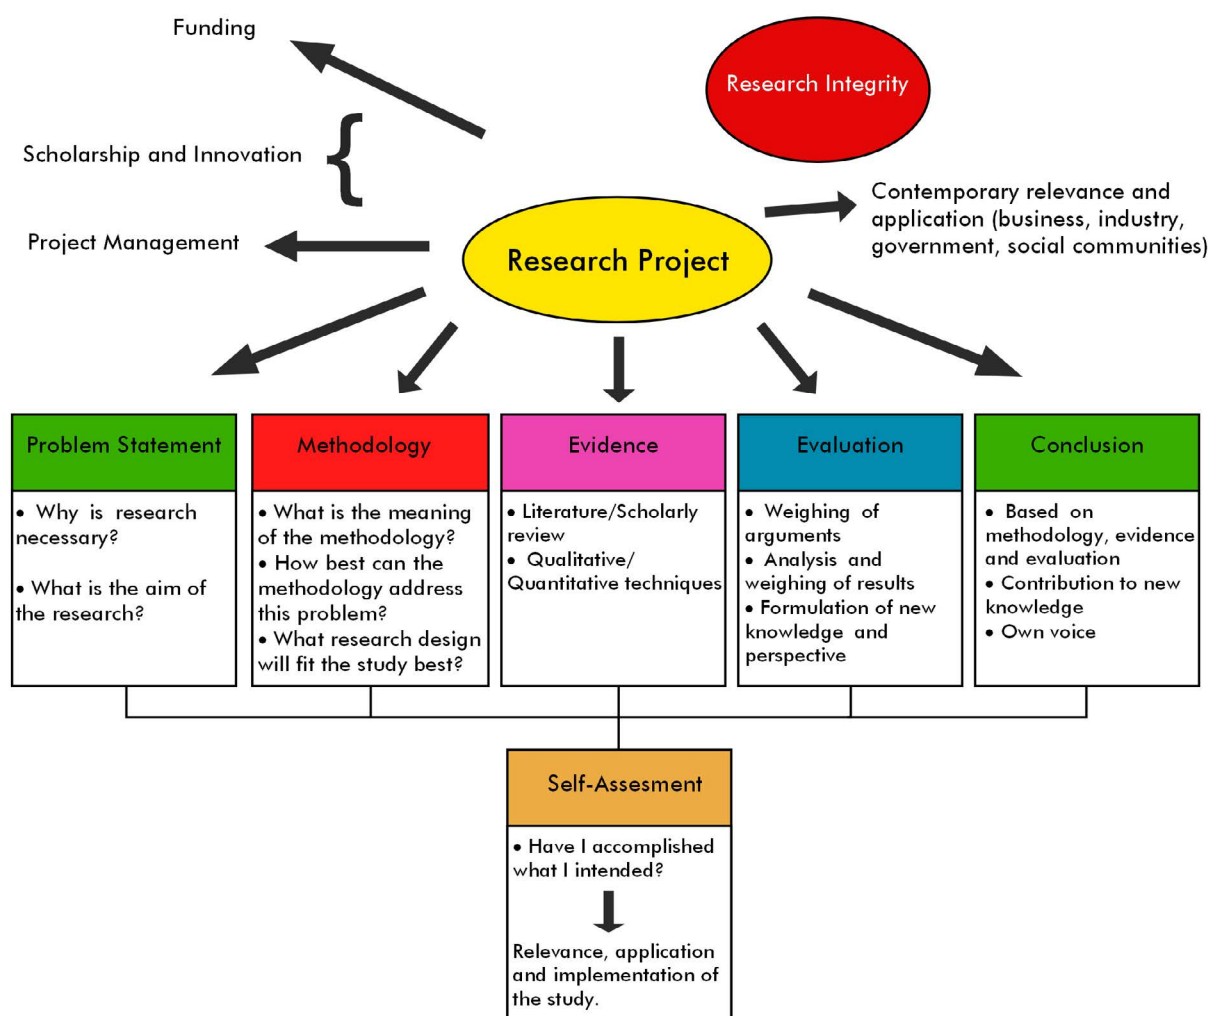 Funding
Research Integrity
Scholarship and Innovation
{
Contemporary relevance and
application (business, industry,
government, social communities)
Project Management
Research Project
Problem Statement
• Why is research
necessary?
• What is the aim of
the research?
Methodology
• What is the meaning
of the methodology?
• How best can the
methodology address
this problem?
• What research design
will fit the study best?
Evidence
• Literature/Scholarly
review
• Qualitative/
Quantitative techniques
Evaluation
• Weighing of
arguments
• Analysis and
weighing of results
• Formulation of new
knowledge and
perspective
Conclusion
• Based on
methodology, evidence
and evaluation
• Contribution to new
knowledge
• Own voice
Self-Assesment
• Have I accomplished
what I intended?
Relevance, application
and implementation of
the study.